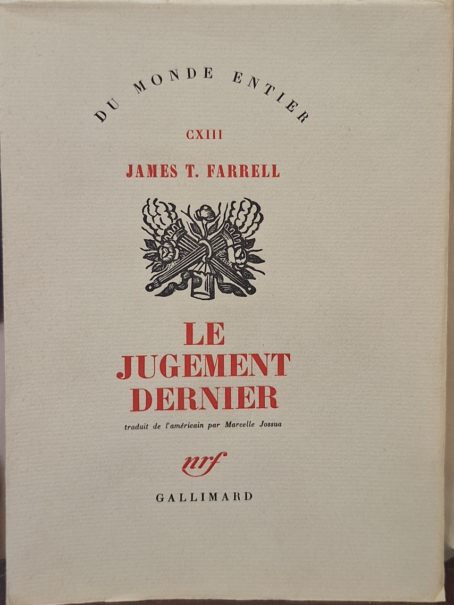 DU MONDE ENTIER
CXIII
JAMES T. FARRELL
LE
JUGEMENT
DERNIER
traduit de l'américain par Marcelle Jossua
nrf
GALLIMARD